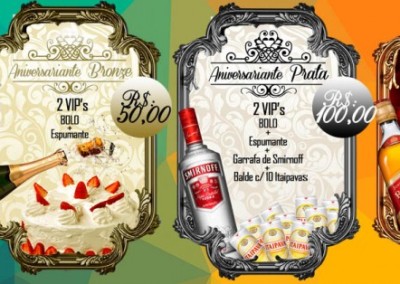 Aniversariante Bronze
R$:
50,00
2 VIP's
BOLO
+
Espumante
Aniversariante Prata
R$:
100,00
2 VIP's
BOLO
+
Espumante
+
Garrafa de Smirnoff
+
Balde c/ 10 Itaipavas
SMIRNOFF
ITAIPAVA